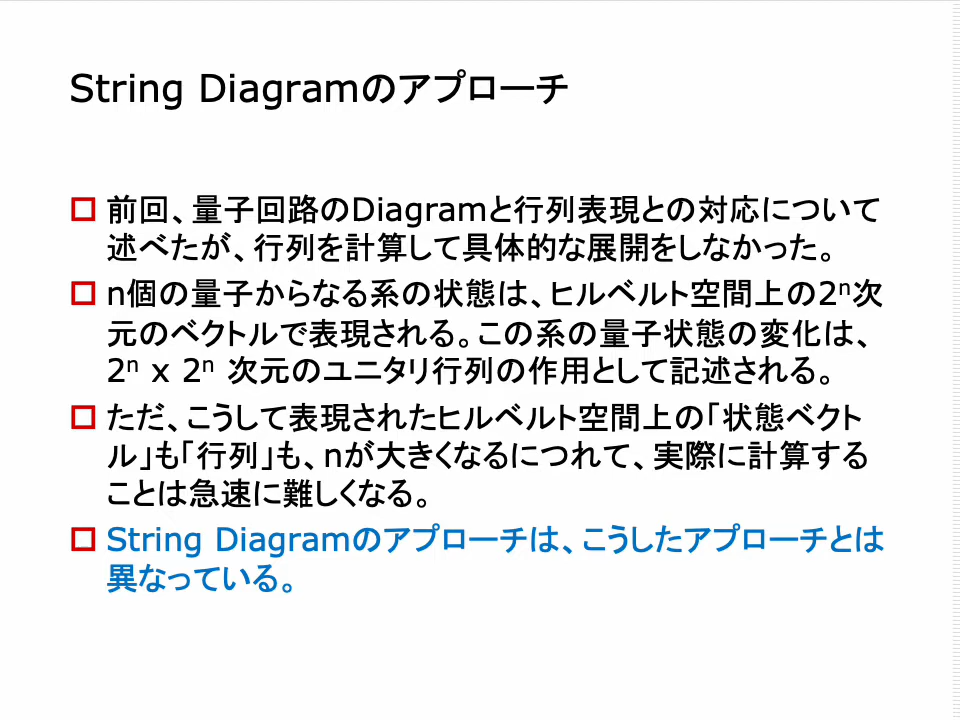 String Diagramのアプローチ
前回、量子回路のDiagramと行列表現との対応について
述べたが、行列を計算して具体的な展開をしなかった。
n個の量子からなる系の状態は、ヒルベルト空間上の2ⁿ次
元のベクトルで表現される。この系の量子状態の変化は、
2ⁿ x 2ⁿ 次元のユニタリ行列の作用として記述される。
ただ、こうして表現されたヒルベルト空間上の「状態ベクト
ル」も「行列」も、nが大きくなるにつれて、実際に計算する
ことは急速に難しくなる。
String Diagramのアプローチは、こうしたアプローチとは
異なっている。